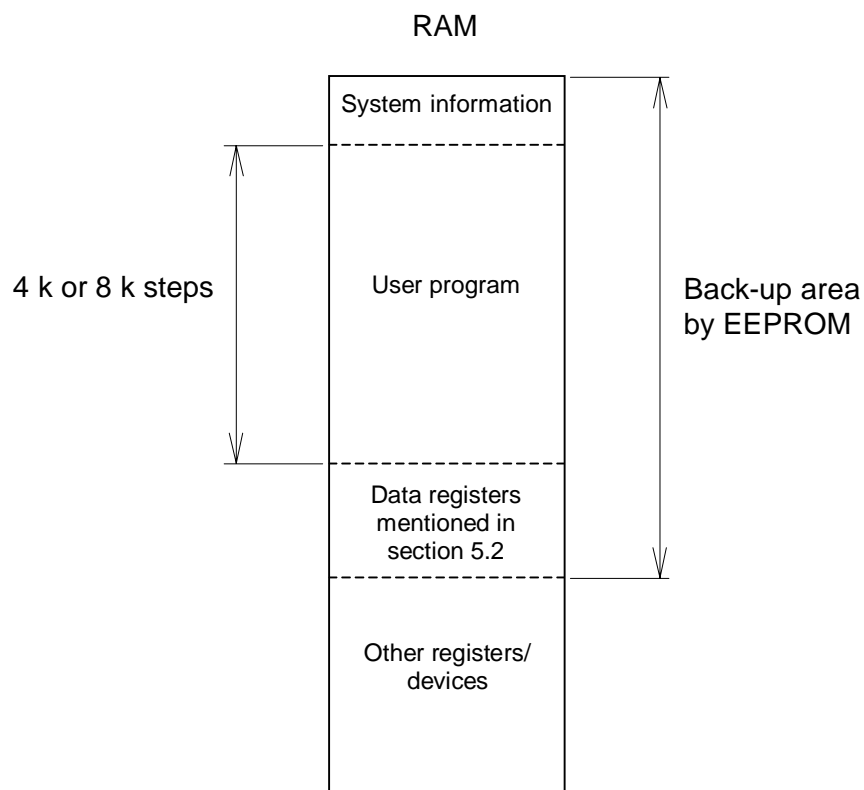 RAM
System information
4 k or 8 k steps
User program
Back-up area
by EEPROM
Data registers
mentioned in
section 5.2
Other registers/
devices